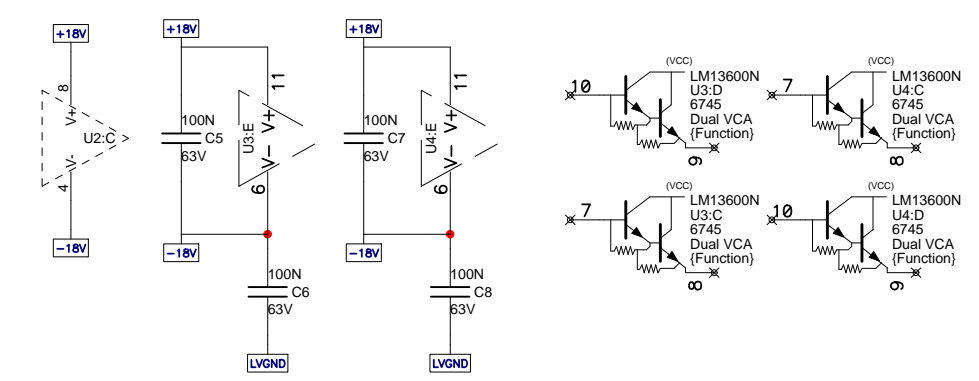 +18V
8
V+
U2:C
V-
4
-18V
+18V
11
100N
C5
63V
U3:E
V+
V-
6
-18V
100N
C6
63V
LVGND
+18V
11
100N
C7
63V
U4:E
V+
V-
6
-18V
100N
C8
63V
LVGND
(VCC)
10
LM13600N
U3:D
6745
Dual VCA
{Function}
9
(VCC)
7
LM13600N
U4:C
6745
Dual VCA
{Function}
8
(VCC)
7
LM13600N
U3:C
6745
Dual VCA
{Function}
8
(VCC)
10
LM13600N
U4:D
6745
Dual VCA
{Function}
9